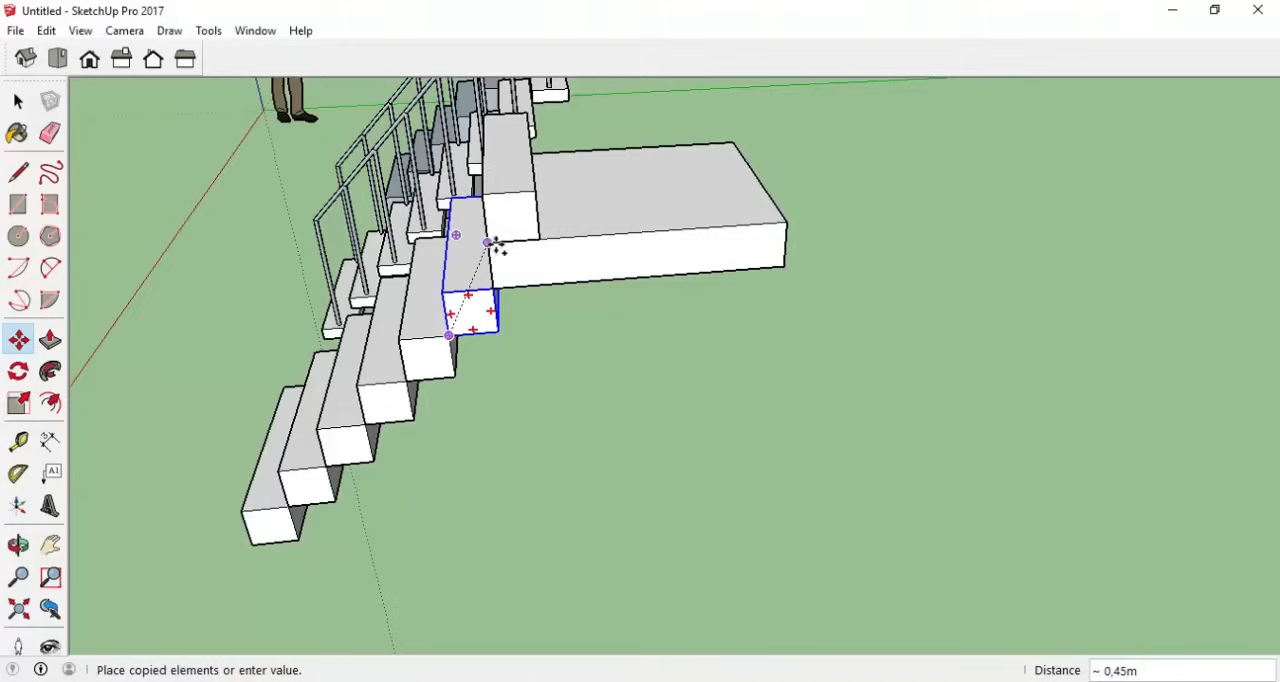 Untitled - SketchUp Pro 2017
File Edit View Camera Draw Tools Window Help
A1
Place copied elements or enter value.
Distance ~ 0,45m